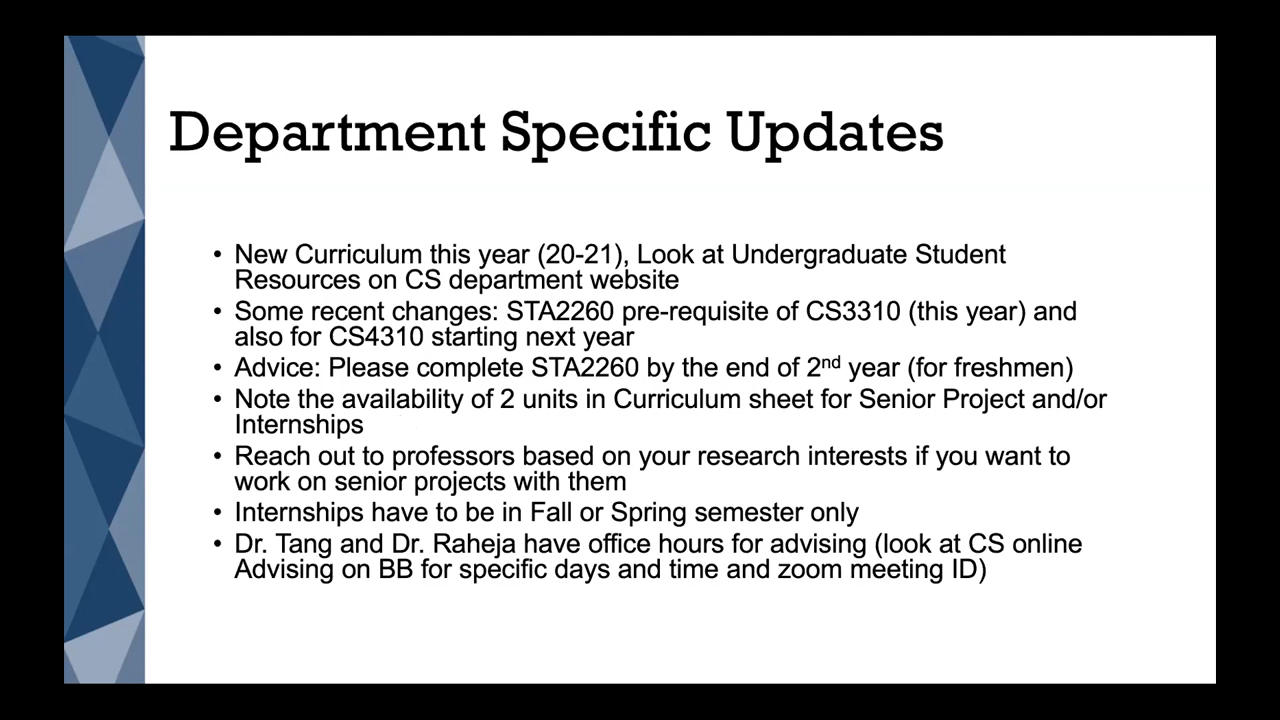 Department Specific Updates
• New Curriculum this year (20-21), Look at Undergraduate Student
Resources on CS department website
• Some recent changes: STA2260 pre-requisite of CS3310 (this year) and
also for CS4310 starting next year
• Advice: Please complete STA2260 by the end of 2nd year (for freshmen)
• Note the availability of 2 units in Curriculum sheet for Senior Project and/or
Internships
• Reach out to professors based on your research interests if you want to
work on senior projects with them
• Internships have to be in Fall or Spring semester only
• Dr. Tang and Dr. Raheja have office hours for advising (look at CS online
Advising on BB for specific days and time and zoom meeting ID)